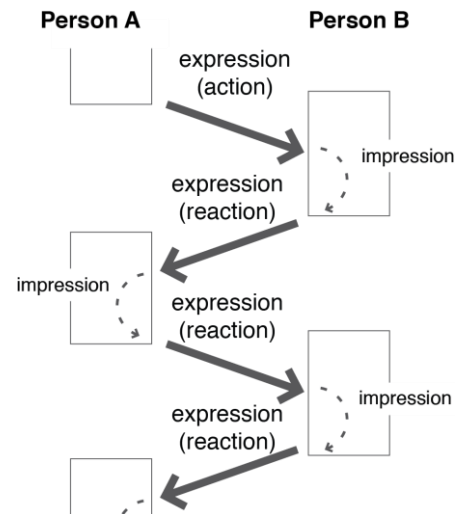 Person A
Person B
expression
(action)
impression
expression
(reaction)
impression
expression
(reaction)
impression
expression
(reaction)